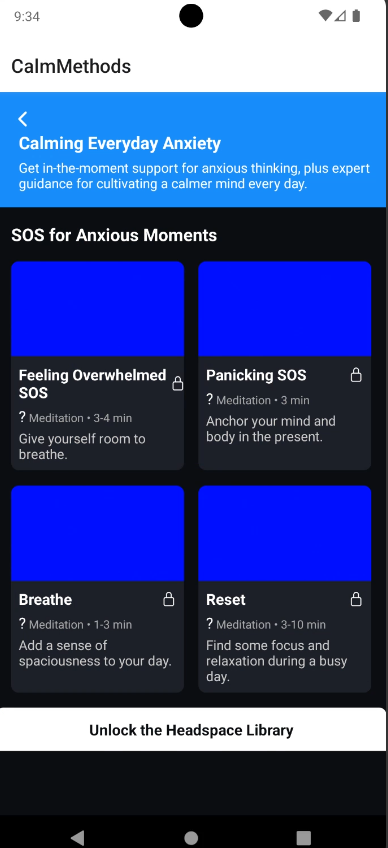 9:34
CalmMethods
Calming Everyday Anxiety
Get in-the-moment support for anxious thinking, plus expert
guidance for cultivating a calmer mind every day.
SOS for Anxious Moments
Feeling Overwhelmed
SOS
? Meditation • 3-4 min
Give yourself room to
breathe.
Panicking SOS
? Meditation • 3 min
Anchor your mind and
body in the present.
Breathe
? Meditation • 1-3 min
Add a sense of
spaciousness to your day.
Reset
? Meditation • 3-10 min
Find some focus and
relaxation during a busy
day.
Unlock the Headspace Library